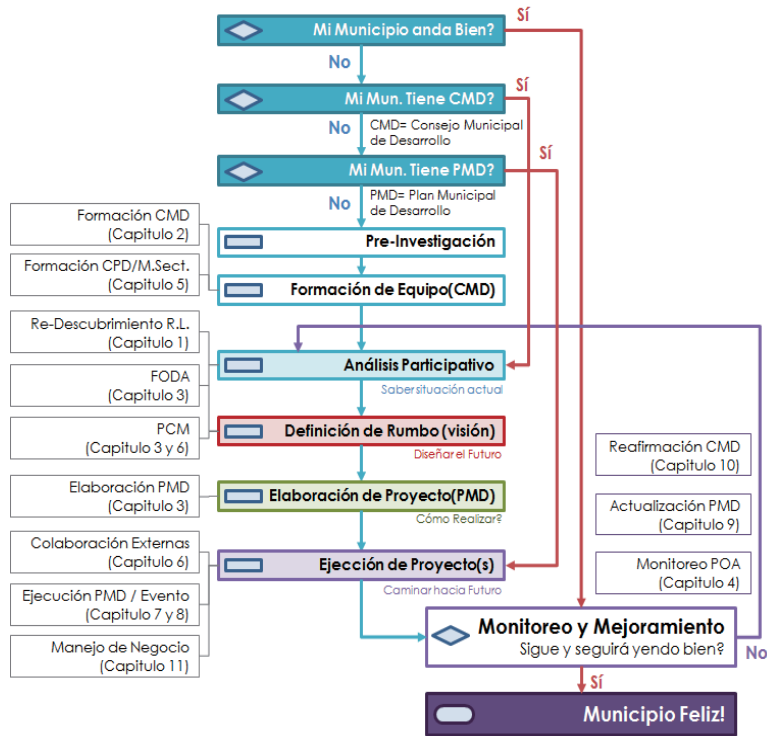 Mi Municipio anda Bien?
Sí
No
Mi Mun. Tiene CMD?
Sí
No
CMD= Consejo Municipal
de Desarrollo
Sí
Mi Mun. Tiene PMD?
No
PMD= Plan Municipal
de Desarrollo
Formación CMD
(Capitulo 2)
Pre-Investigación
Formación CPD/M.Sect.
(Capitulo 5)
Formación de Equipo(CMD)
Re-Descubrimiento R.L.
(Capitulo 1)
Análisis Participativo
Saber situación actual
FODA
(Capitulo 3)
PCM
(Capitulo 3 y 6)
Definición de Rumbo (visión)
Diseñar el Futuro
Reafirmación CMD
(Capitulo 10)
Elaboración PMD
(Capitulo 3)
Elaboración de Proyecto(PMD)
Cómo Realizar?
Actualización PMD
(Capitulo 9)
Colaboración Externas
(Capitulo 6)
Ejección de Proyecto(s)
Caminar hacia Futuro
Monitoreo POA
(Capitulo 4)
Ejecución PMD / Evento
(Capitulo 7 y 8)
Manejo de Negocio
(Capitulo 11)
Monitoreo y Mejoramiento
Sigue y seguirá yendo bien?
No
Sí
Municipio Feliz!